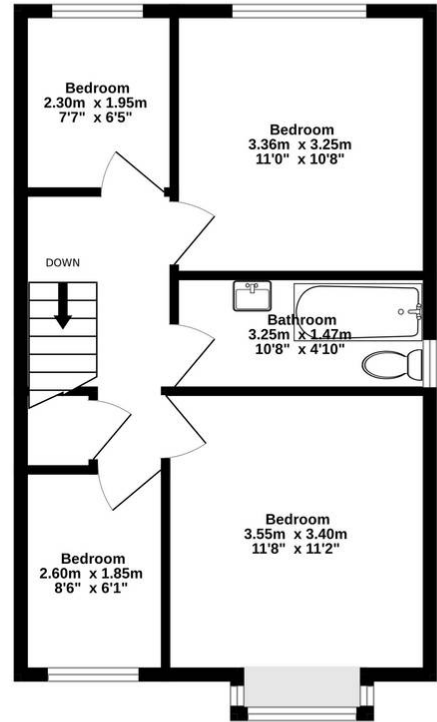 Bedroom
2.30m x 1.95m
7'7" x 6'5"
Bedroom
3.36m x 3.25m
11'0" x 10'8"
DOWN
Bathroom
3.25m x 1.47m
10'8" x 4'10"
Bedroom
3.55m x 3.40m
11'8" x 11'2"
Bedroom
2.60m x 1.85m
8'6" x 6'1"